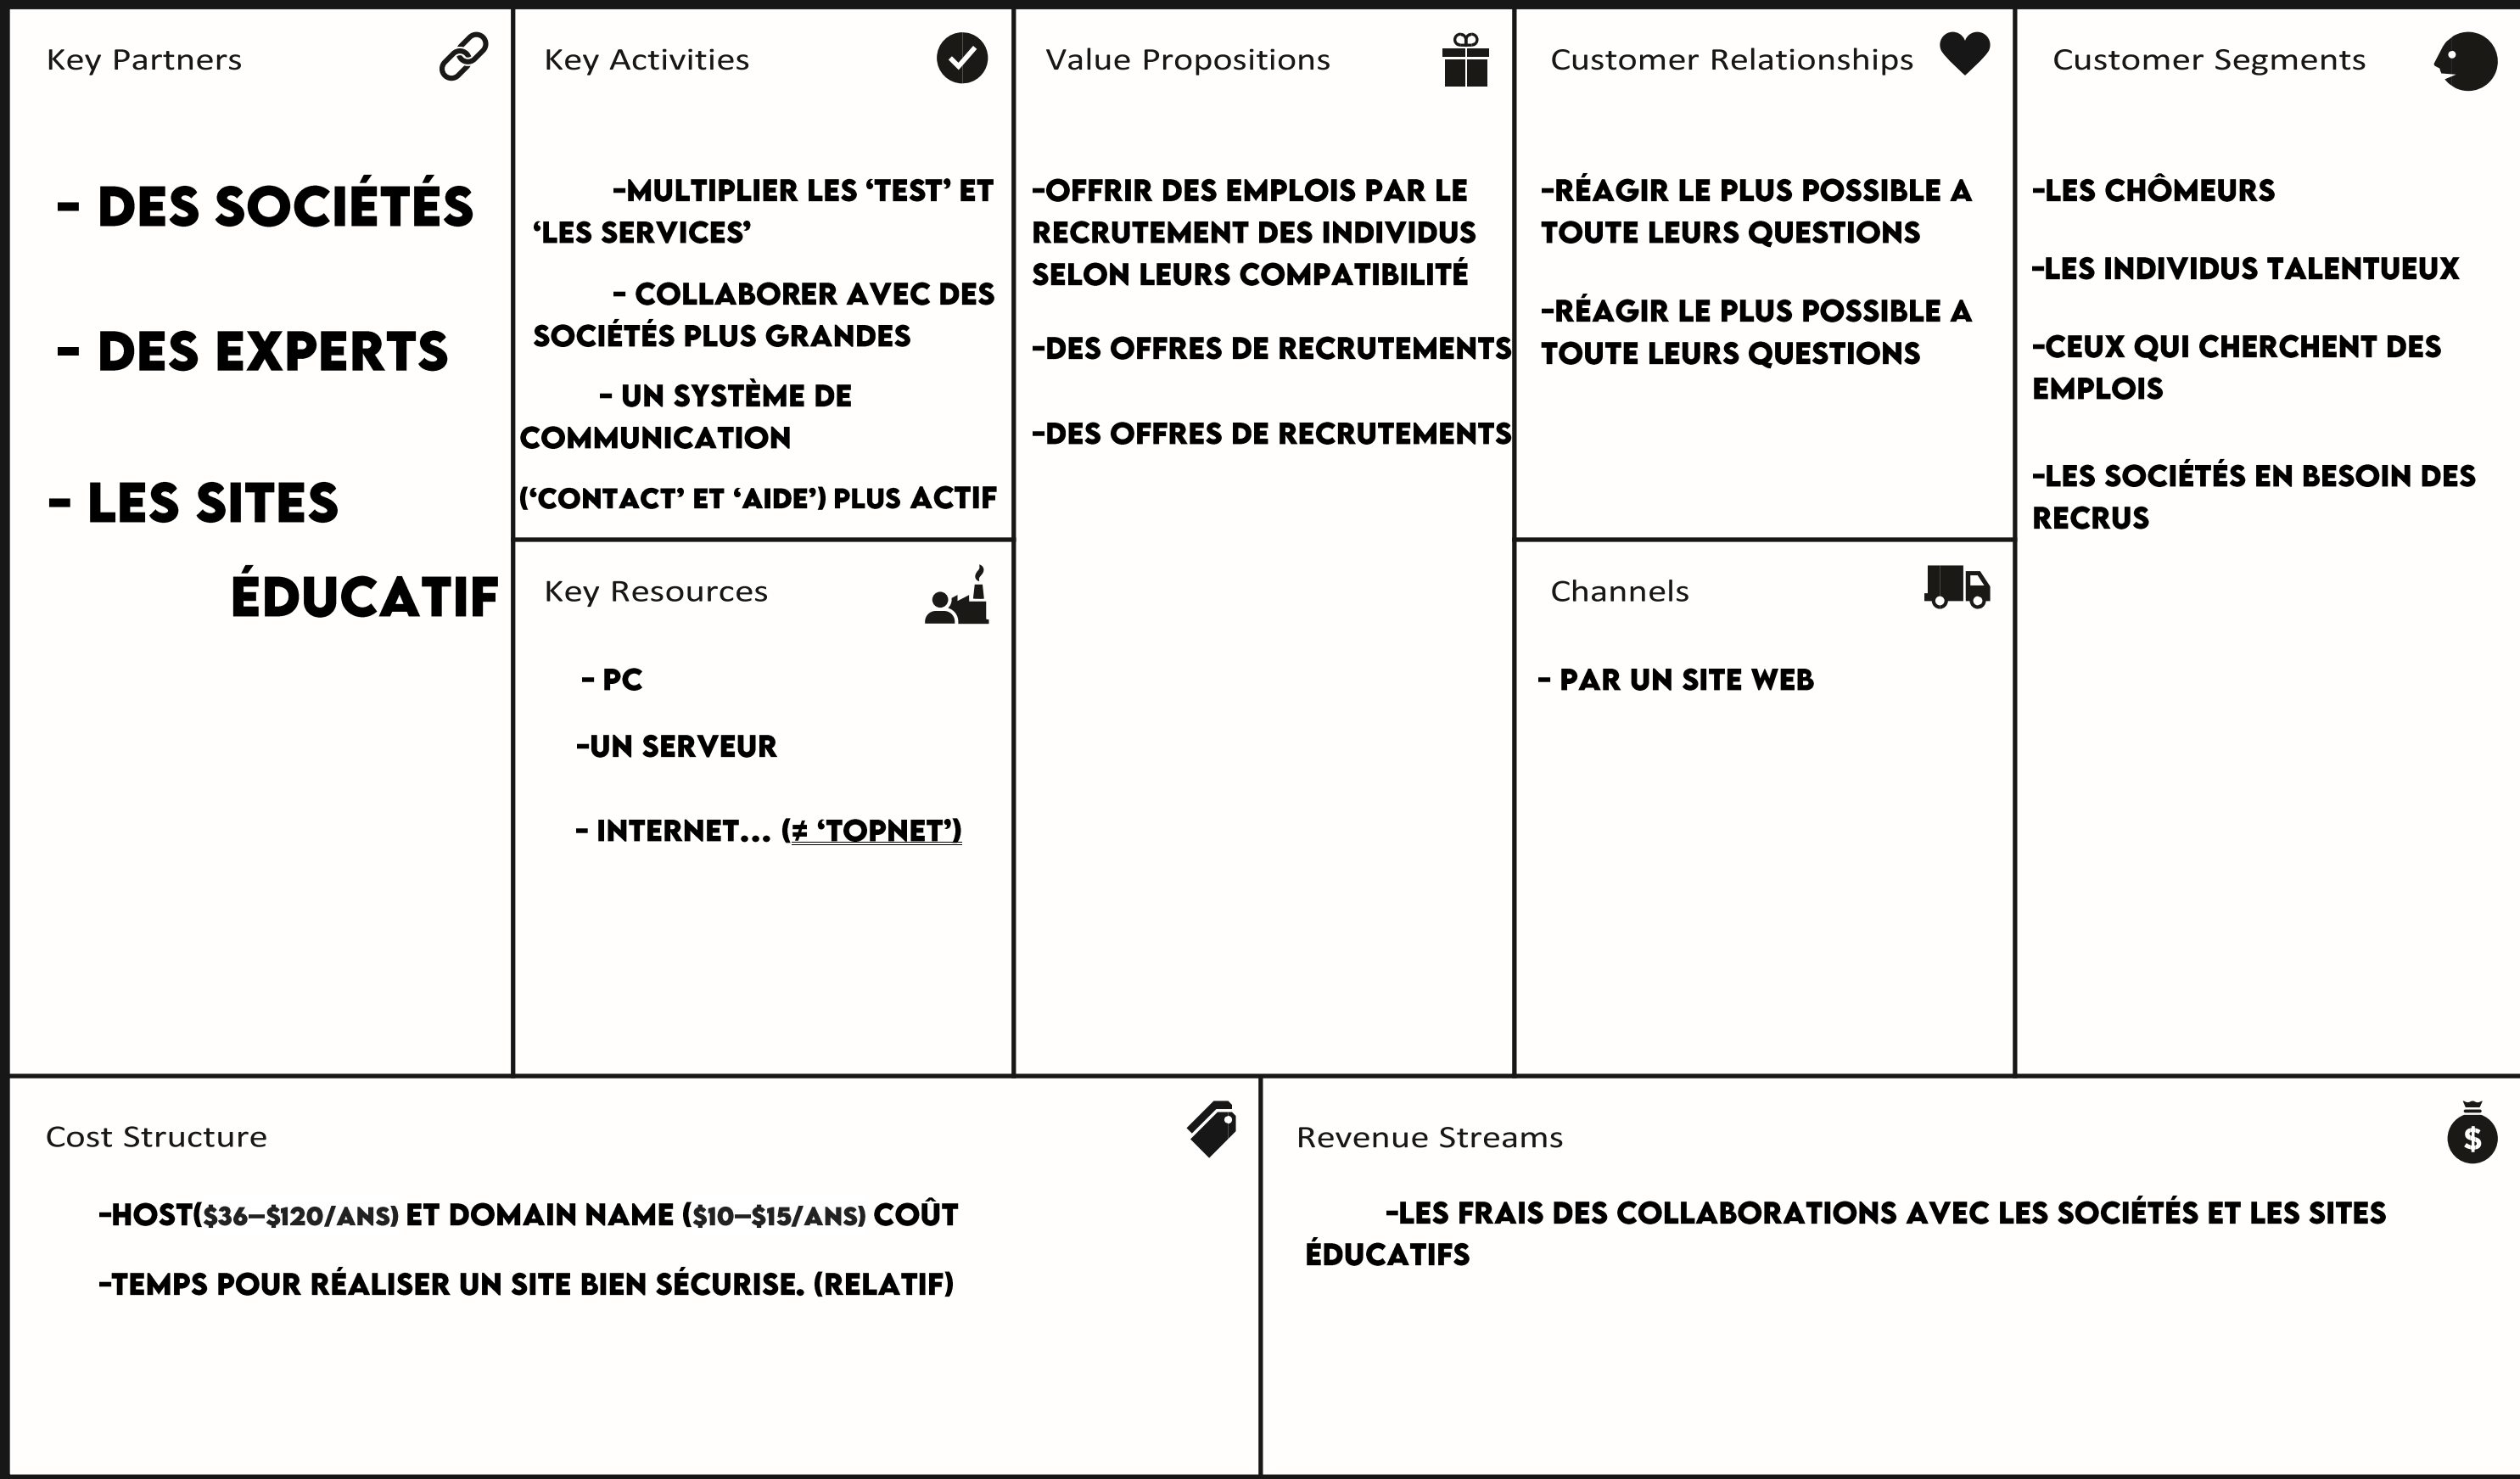 Key Partners
- DES SOCIÉTÉS
- DES EXPERTS
- LES SITES
ÉDUCATIF
Key Activities
-MULTIPLIER LES ‘TEST’ ET
‘LES SERVICES’
- COLLABORER AVEC DES
SOCIÉTÉS PLUS GRANDES
- UN SYSTÈME DE
COMMUNICATION
(‘CONTACT’ ET ‘AIDE’) PLUS ACTIF
Key Resources
- PC
-UN SERVEUR
- INTERNET... (≠ ‘TOPNET’)
Value Propositions
-OFFRIR DES EMPLOIS PAR LE
RECRUTEMENT DES INDIVIDUS
SELON LEURS COMPATIBILITÉ
-DES OFFRES DE RECRUTEMENTS
-DES OFFRES DE RECRUTEMENTS
Customer Relationships
-RÉAGIR LE PLUS POSSIBLE A
TOUTE LEURS QUESTIONS
-RÉAGIR LE PLUS POSSIBLE A
TOUTE LEURS QUESTIONS
Channels
- PAR UN SITE WEB
Customer Segments
-LES CHÔMEURS
-LES INDIVIDUS TALENTUEUX
-CEUX QUI CHERCHENT DES
EMPLOIS
-LES SOCIÉTÉS EN BESOIN DES
RECRUS
Cost Structure
-HOST($36–$120/ANS) ET DOMAIN NAME ($10–$15/ANS) COÛT
-TEMPS POUR RÉALISER UN SITE BIEN SÉCURISE. (RELATIF)
Revenue Streams
$
-LES FRAIS DES COLLABORATIONS AVEC LES SOCIÉTÉS ET LES SITES
ÉDUCATIFS